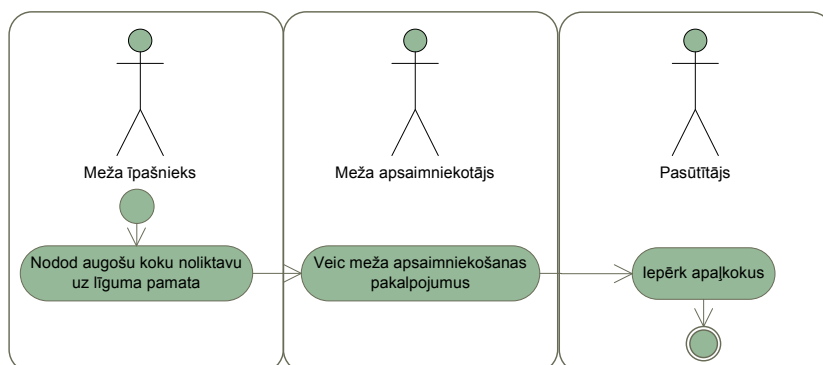 Meža īpašnieks
Meža apsaimniekotājs
Pasūtītājs
Nodod augošu koku noliktavu
uz līguma pamata
Veic meža apsaimniekošanas
pakalpojumus
Iepērk apaļkokus